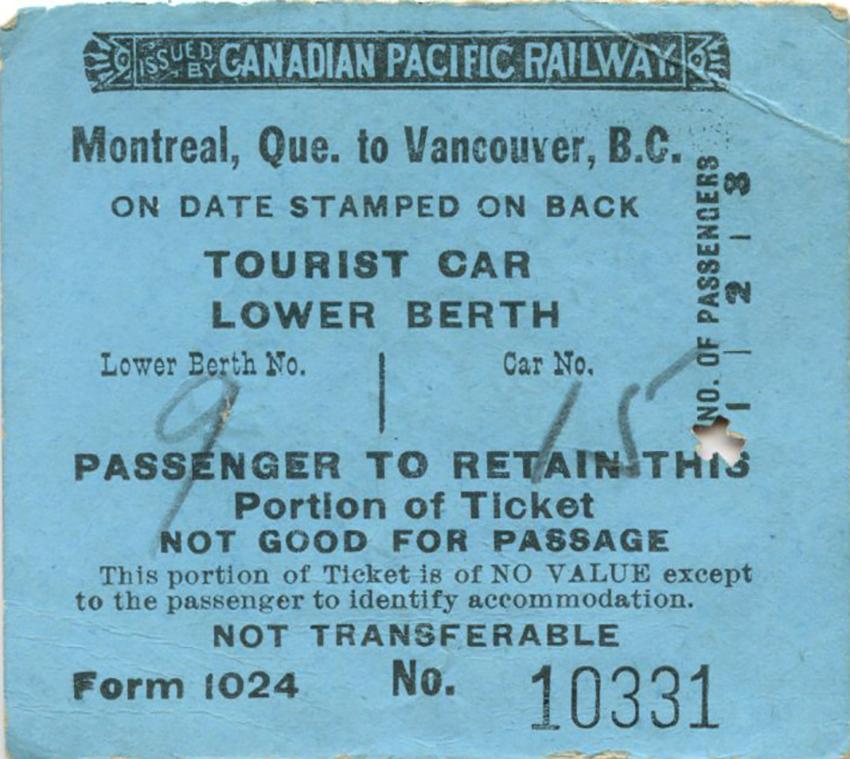 ISSUED BY CANADIAN PACIFIC RAILWAY.
Montreal, Que. to Vancouver, B.C.
ON DATE STAMPED ON BACK
TOURIST CAR
LOWER BERTH
Lower Berth No. Car No.
9 15
PASSENGER TO RETAIN THIS
Portion of Ticket
NOT GOOD FOR PASSAGE
This portion of Ticket is of NO VALUE except
to the passenger to identify accommodation.
NOT TRANSFERABLE
Form 1024 No. 10331
NO. OF PASSENGERS
1 | 2 | 3